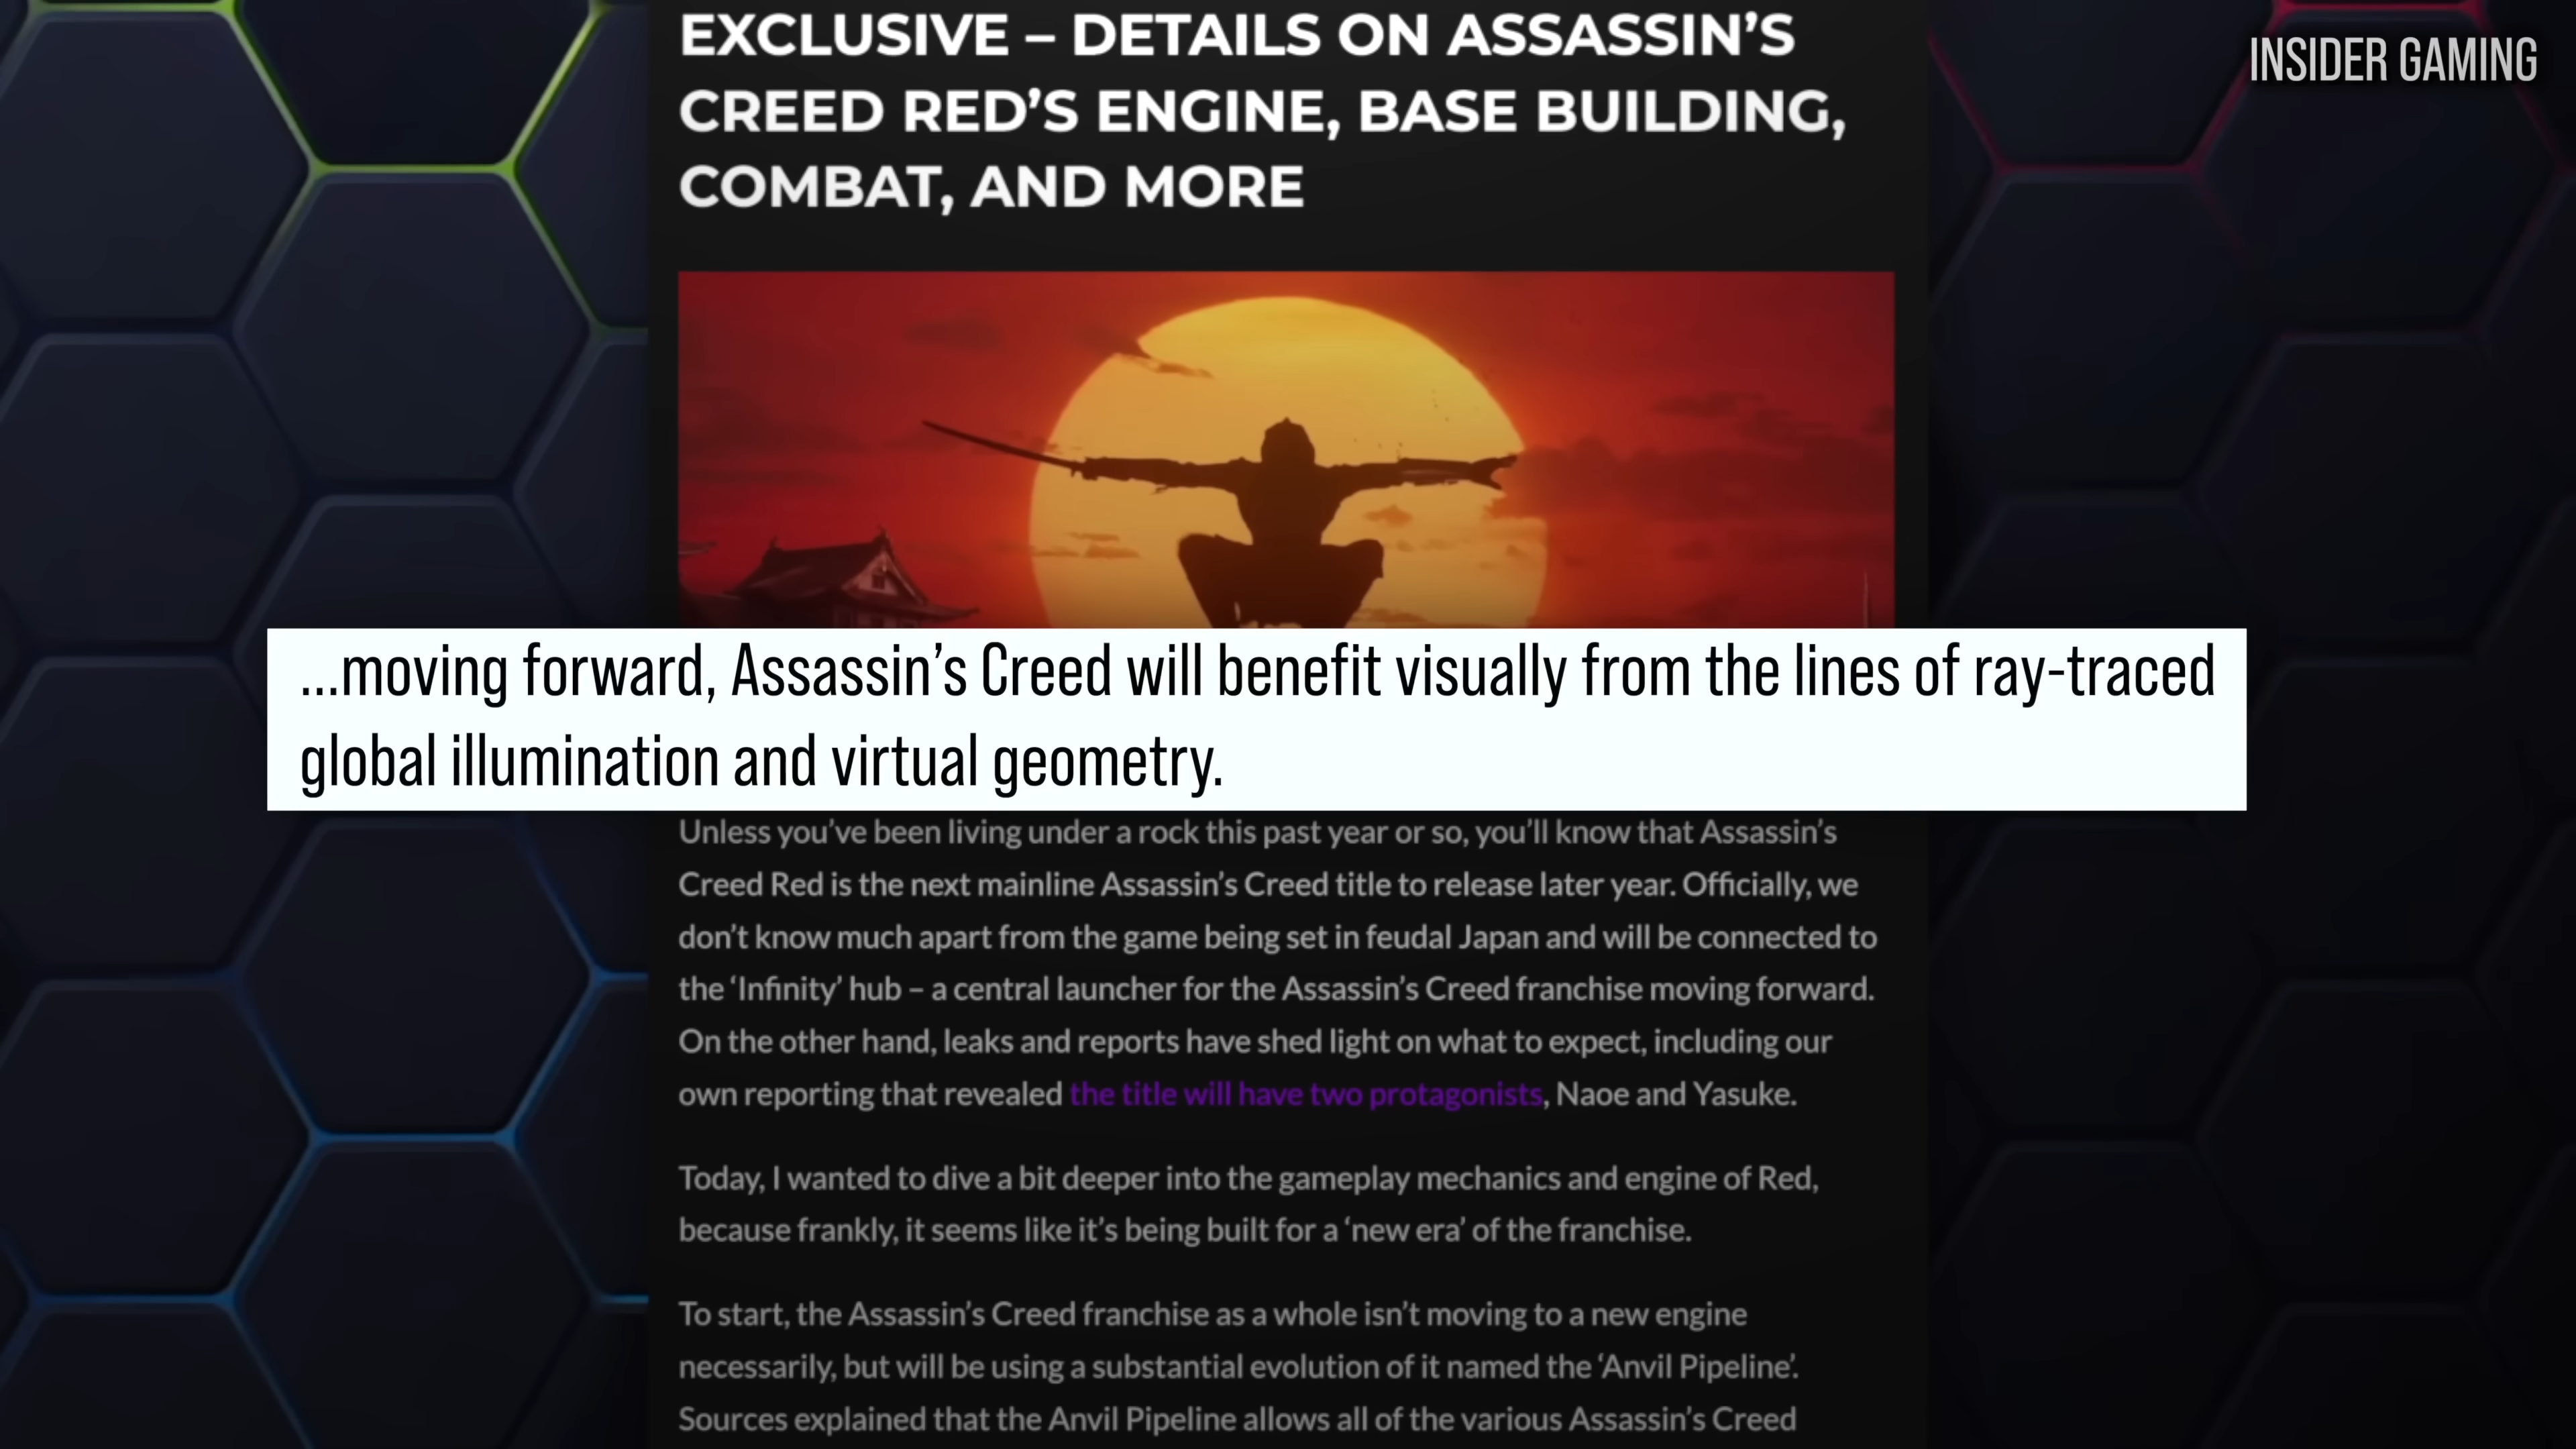 EXCLUSIVE – DETAILS ON ASSASSIN’S
CREED RED’S ENGINE, BASE BUILDING,
COMBAT, AND MORE
INSIDER GAMING
...moving forward, Assassin’s Creed will benefit visually from the lines of ray-traced
global illumination and virtual geometry.
Unless you’ve been living under a rock this past year or so, you’ll know that Assassin’s
Creed Red is the next mainline Assassin’s Creed title to release later year. Officially, we
don’t know much apart from the game being set in feudal Japan and will be connected to
the ‘Infinity’ hub – a central launcher for the Assassin’s Creed franchise moving forward.
On the other hand, leaks and reports have shed light on what to expect, including our
own reporting that revealed the title will have two protagonists, Naoe and Yasuke.
Today, I wanted to dive a bit deeper into the gameplay mechanics and engine of Red,
because frankly, it seems like it’s being built for a ‘new era’ of the franchise.
To start, the Assassin’s Creed franchise as a whole isn’t moving to a new engine
necessarily, but will be using a substantial evolution of it named the ‘Anvil Pipeline’.
Sources explained that the Anvil Pipeline allows all of the various Assassin’s Creed